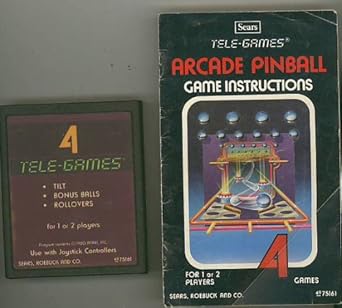 4
TELE-GAMES
• TILT
• BONUS BALLS
• ROLLOVERS
for 1 or 2 players
Use with Joystick Controllers
SEARS, ROEBUCK AND CO.
Sears
TELE-GAMES®
ARCADE PINBALL
GAME INSTRUCTIONS
FOR 1 or 2
PLAYERS
4
GAMES
SEARS, ROEBUCK AND CO.